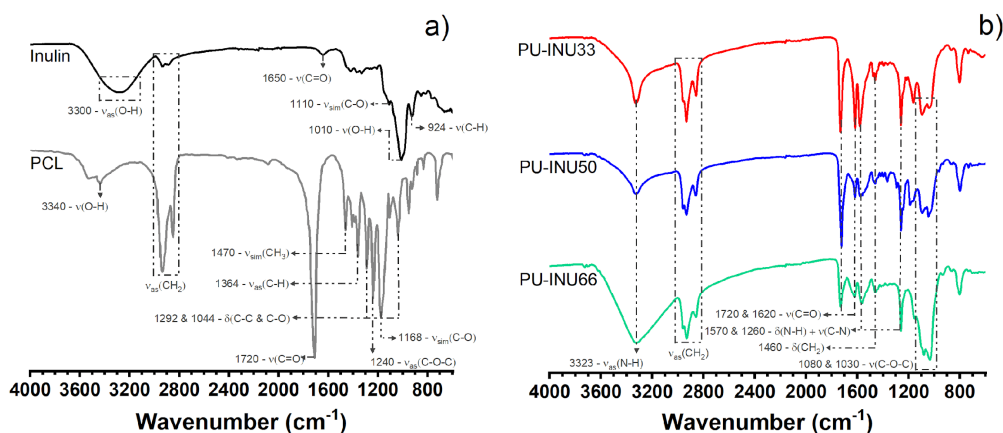 a)
Inulin
1650 - ν(C=O)
3300 - νas(O-H)
1110 - νsim(C-O)
1010 - ν(O-H)
924 - ν(C-H)
PCL
3340 - ν(O-H)
νas(CH2)
1470 - νsim(CH3)
1364 - νas(C-H)
1292 & 1044 - δ(C-C & C-O)
1168 - νsim(C-O)
1720 - ν(C=O)
1240 - νas(C-O-C)
4000 3600 3200 2800 2400 2000 1600 1200 800
Wavenumber (cm-1)
b)
PU-INU33
PU-INU50
PU-INU66
1720 & 1620 - ν(C=O)
1570 & 1260 - δ(N-H) + ν(C-N)
1460 - δ(CH2)
3323 - νas(N-H)
νas(CH2)
1080 & 1030 - ν(C-O-C)
4000 3600 3200 2800 2400 2000 1600 1200 800
Wavenumber (cm-1)